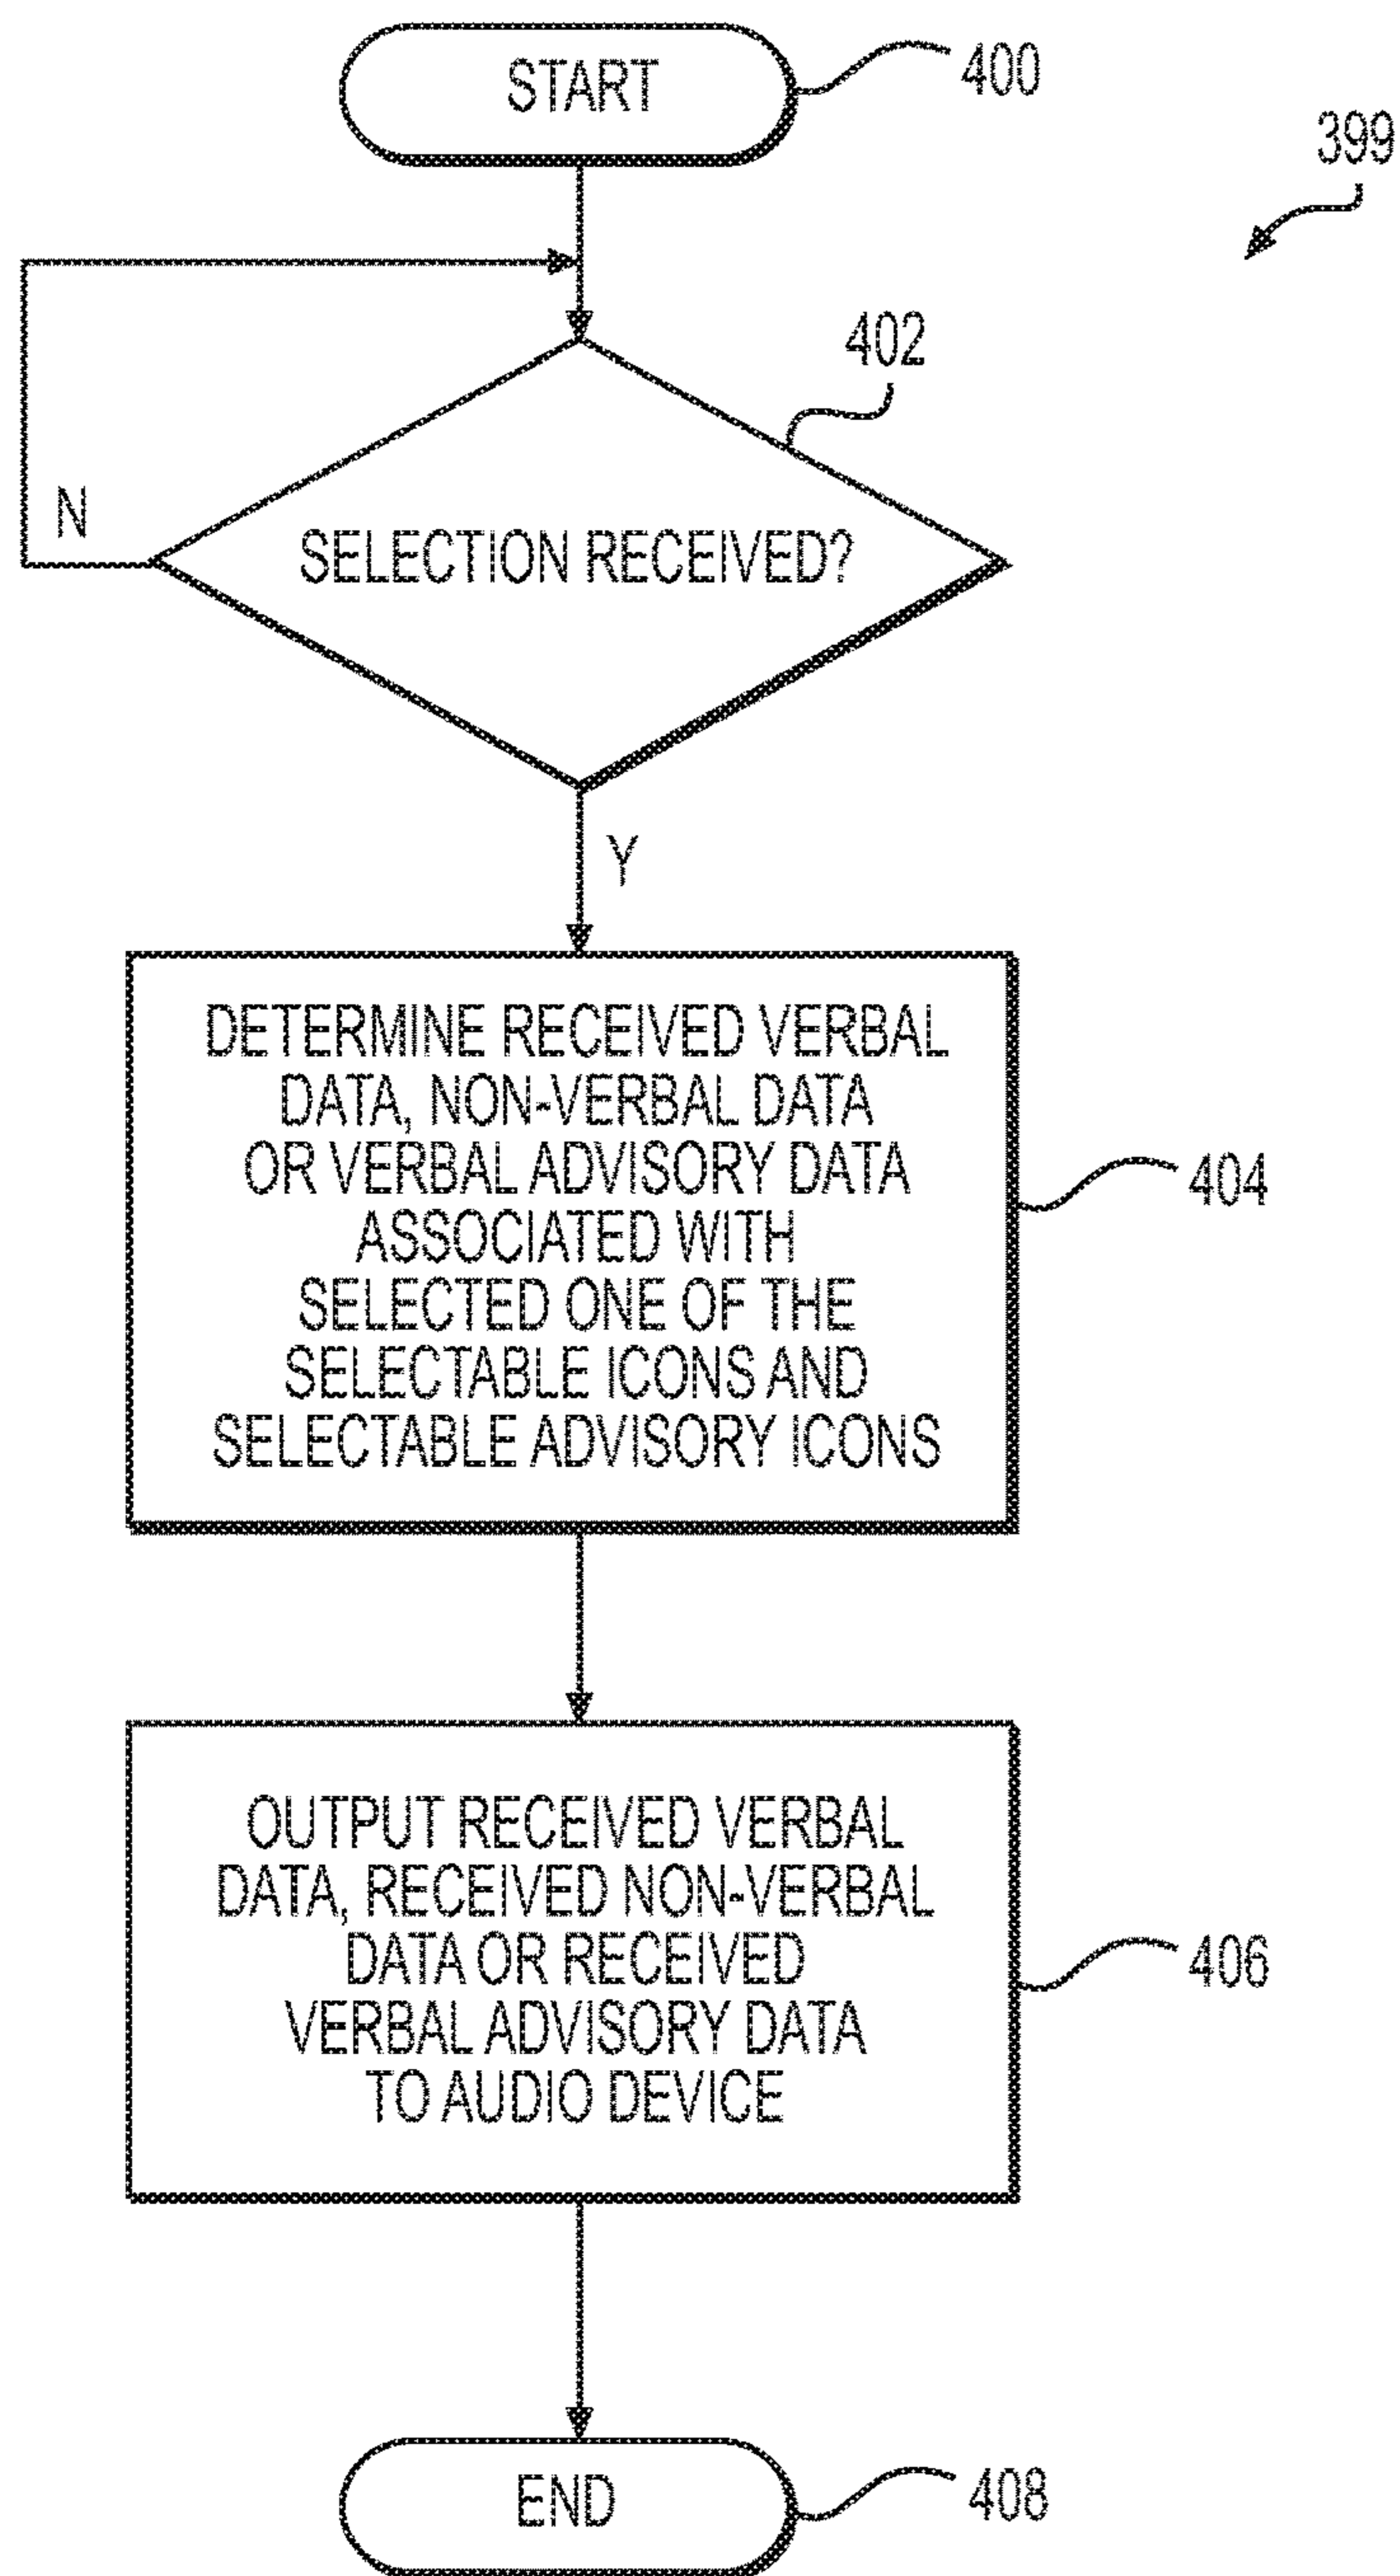 START
400
399
402
SELECTION RECEIVED?
N
Y
DETERMINE RECEIVED VERBAL
DATA, NON-VERBAL DATA
OR VERBAL ADVISORY DATA
ASSOCIATED WITH
SELECTED ONE OF THE
SELECTABLE ICONS AND
SELECTABLE ADVISORY ICONS
404
OUTPUT RECEIVED VERBAL
DATA, RECEIVED NON-VERBAL
DATA OR RECEIVED
VERBAL ADVISORY DATA
TO AUDIO DEVICE
406
END
408